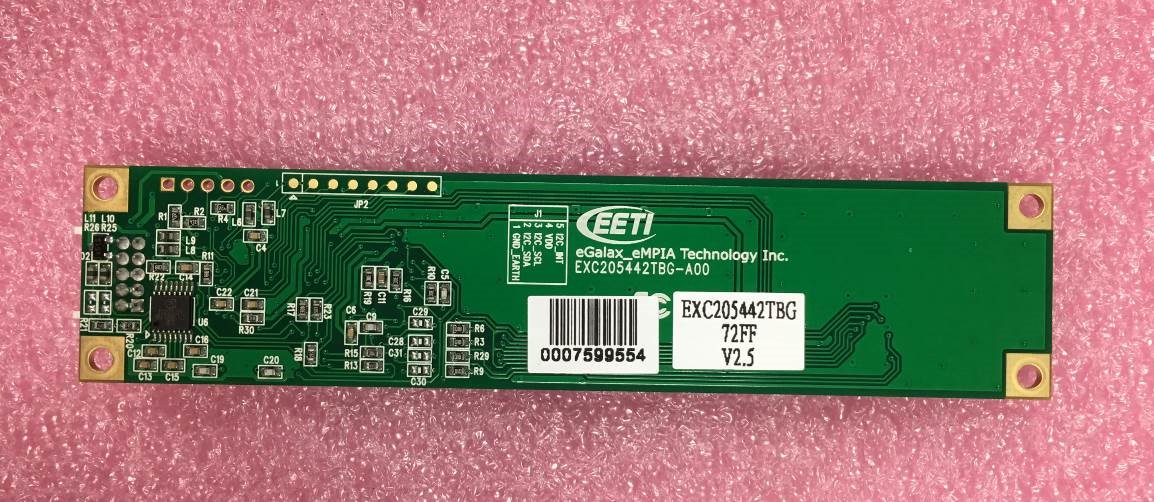 L11 L10
R26 R25
R1
R2
R4
L6
L7
1
JP2
C4
L9
L8
R22
C14
R11
U6
C22
C21
R30
R17
R23
R19
C11
R16
C5
C6
C9
C29
C28
C31
C30
R15
R13
R18
R6
R3
R29
R9
R20
C12
C13
C15
C16
C19
C20
J1
5 I2C_INT
4 VDD
3 I2C_SCL
2 I2C_SDA
1 GND_EARTH
EETI
eGalax_eMPIA Technology Inc.
EXC205442TBG-A00
0007599554
EXC205442TBG
72FF
V2.5